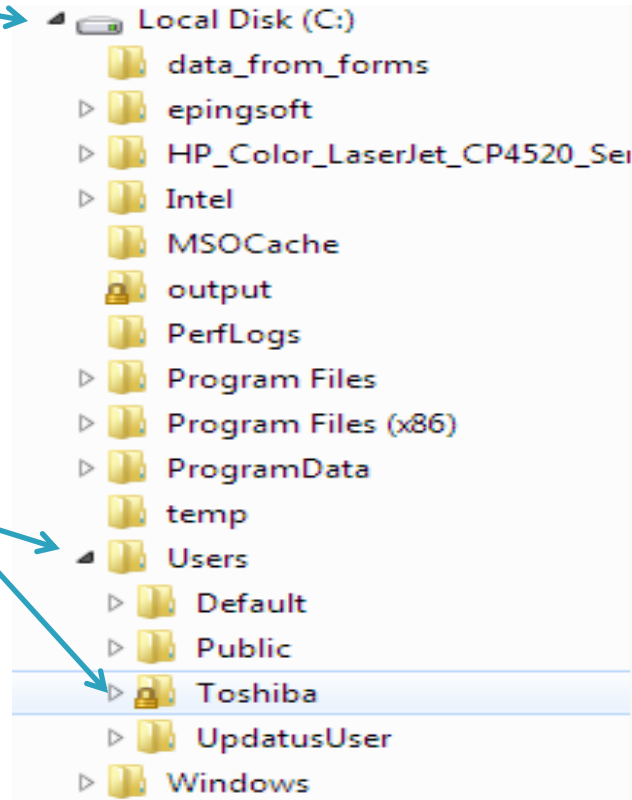 Local Disk (C:)
data_from_forms
epingsoft
HP_Color_LaserJet_CP4520_Se
Intel
MSOCache
output
PerfLogs
Program Files
Program Files (x86)
ProgramData
temp
Users
Default
Public
Toshiba
UpdatusUser
Windows